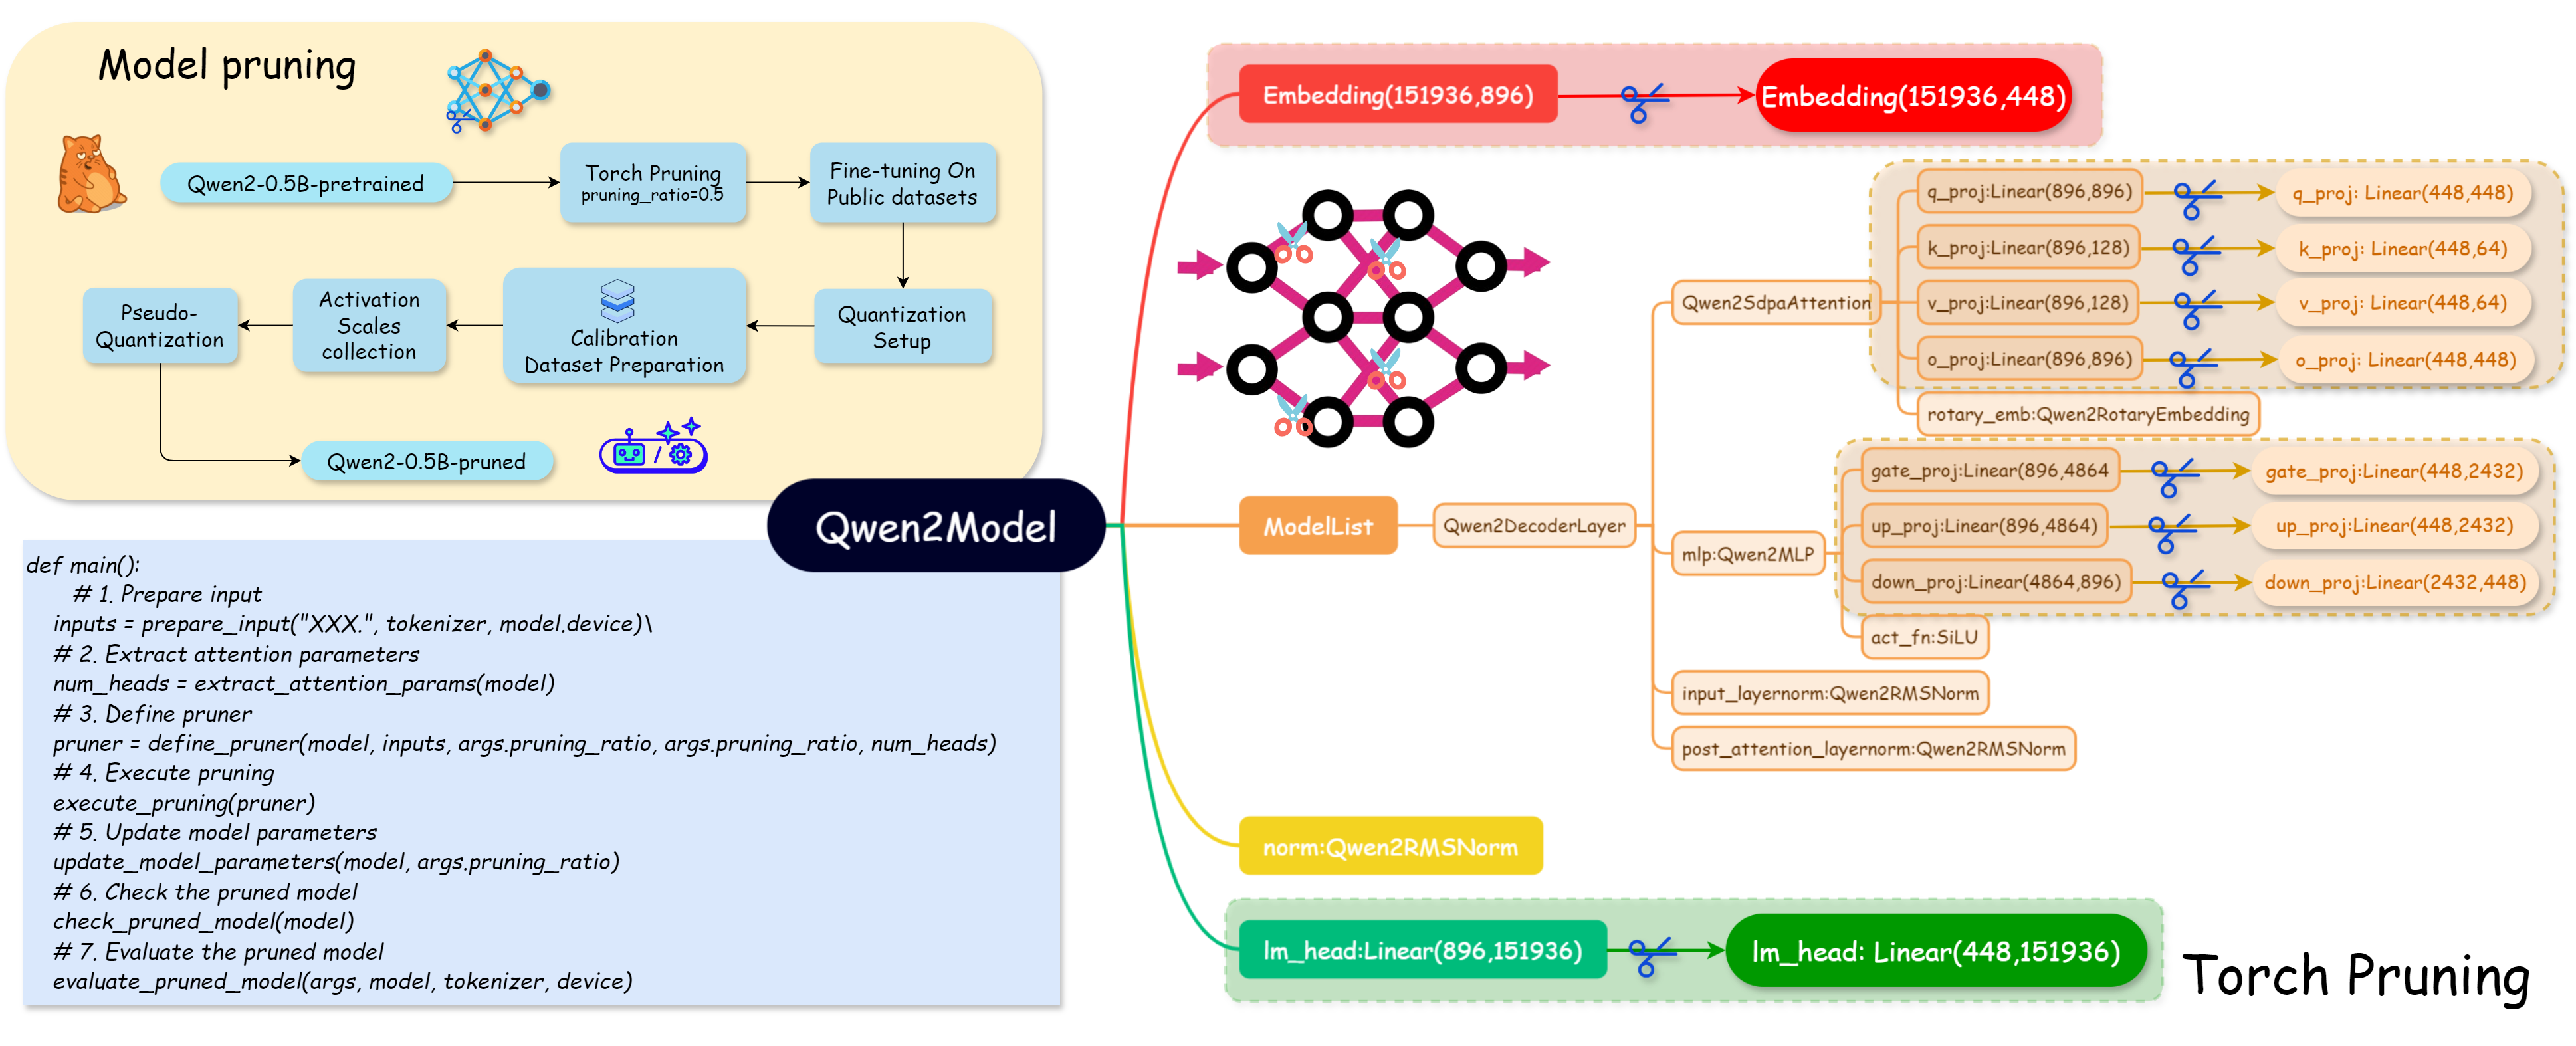 Model pruning
Qwen2-0.5B-pretrained
Torch Pruning
pruning_ratio=0.5
Fine-tuning On
Public datasets
Quantization
Setup
Calibration
Dataset Preparation
Activation
Scales
collection
Pseudo-
Quantization
Qwen2-0.5B-pruned
/
def main():
# 1. Prepare input
inputs = prepare_input("XXX.", tokenizer, model.device)\
# 2. Extract attention parameters
num_heads = extract_attention_params(model)
# 3. Define pruner
pruner = define_pruner(model, inputs, args.pruning_ratio, args.pruning_ratio, num_heads)
# 4. Execute pruning
execute_pruning(pruner)
# 5. Update model parameters
update_model_parameters(model, args.pruning_ratio)
# 6. Check the pruned model
check_pruned_model(model)
# 7. Evaluate the pruned model
evaluate_pruned_model(args, model, tokenizer, device)
Qwen2Model
Embedding(151936,896)
Embedding(151936,448)
ModelList
Qwen2DecoderLayer
Qwen2SdpaAttention
q_proj:Linear(896,896)
q_proj: Linear(448,448)
k_proj:Linear(896,128)
k_proj: Linear(448,64)
v_proj:Linear(896,128)
v_proj: Linear(448,64)
o_proj:Linear(896,896)
o_proj: Linear(448,448)
rotary_emb:Qwen2RotaryEmbedding
mlp:Qwen2MLP
gate_proj:Linear(896,4864
gate_proj:Linear(448,2432)
up_proj:Linear(896,4864)
up_proj:Linear(448,2432)
down_proj:Linear(4864,896)
down_proj:Linear(2432,448)
act_fn:SiLU
input_layernorm:Qwen2RMSNorm
post_attention_layernorm:Qwen2RMSNorm
norm:Qwen2RMSNorm
lm_head:Linear(896,151936)
lm_head: Linear(448,151936)
Torch Pruning